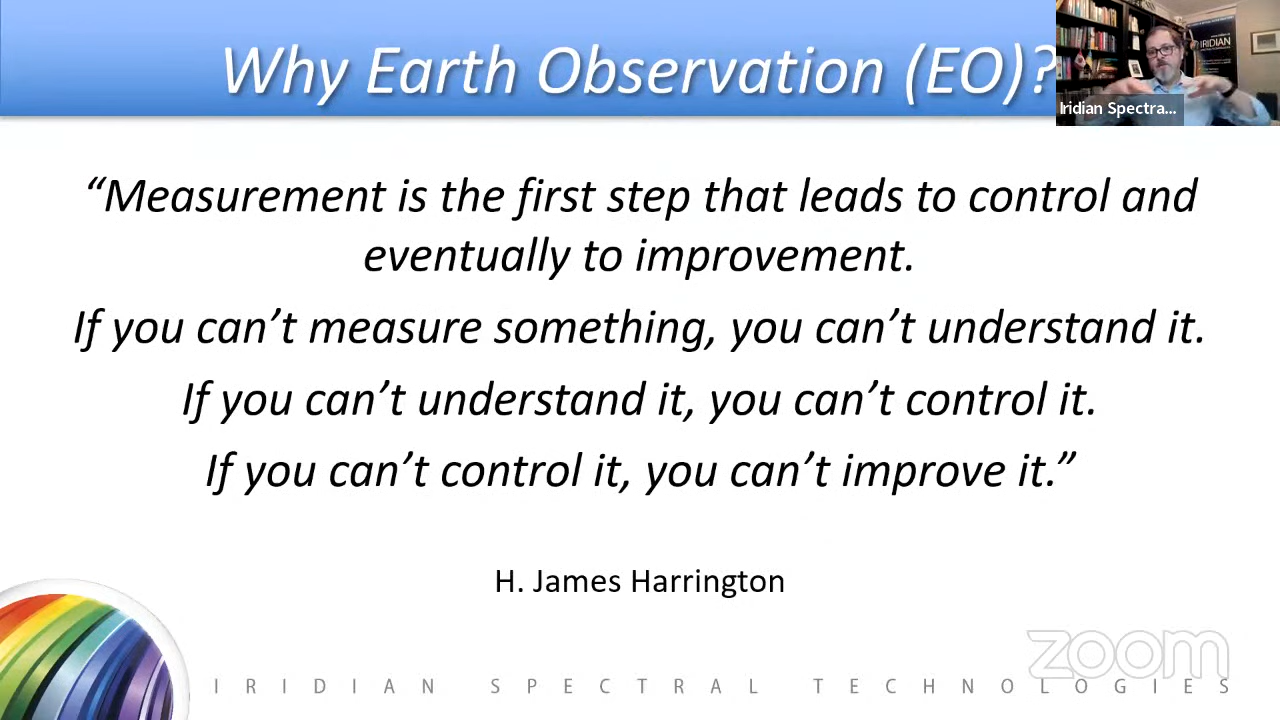 Why Earth Observation (EO)?
IRIDIAN
Iridian Spectra...
“Measurement is the first step that leads to control and
eventually to improvement.
If you can’t measure something, you can’t understand it.
If you can’t understand it, you can’t control it.
If you can’t control it, you can’t improve it.”
H. James Harrington
zoom
IRIDIAN SPECTRAL TECHNOLOGIES